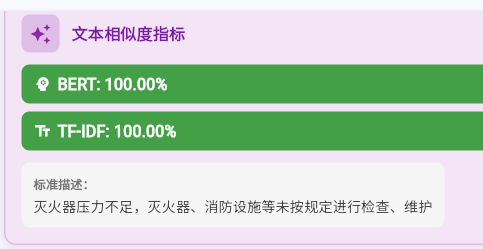 文本相似度指标
BERT: 100.00%
TF-IDF: 100.00%
标准描述：
灭火器压力不足，灭火器、消防设施等未按规定进行检查、维护